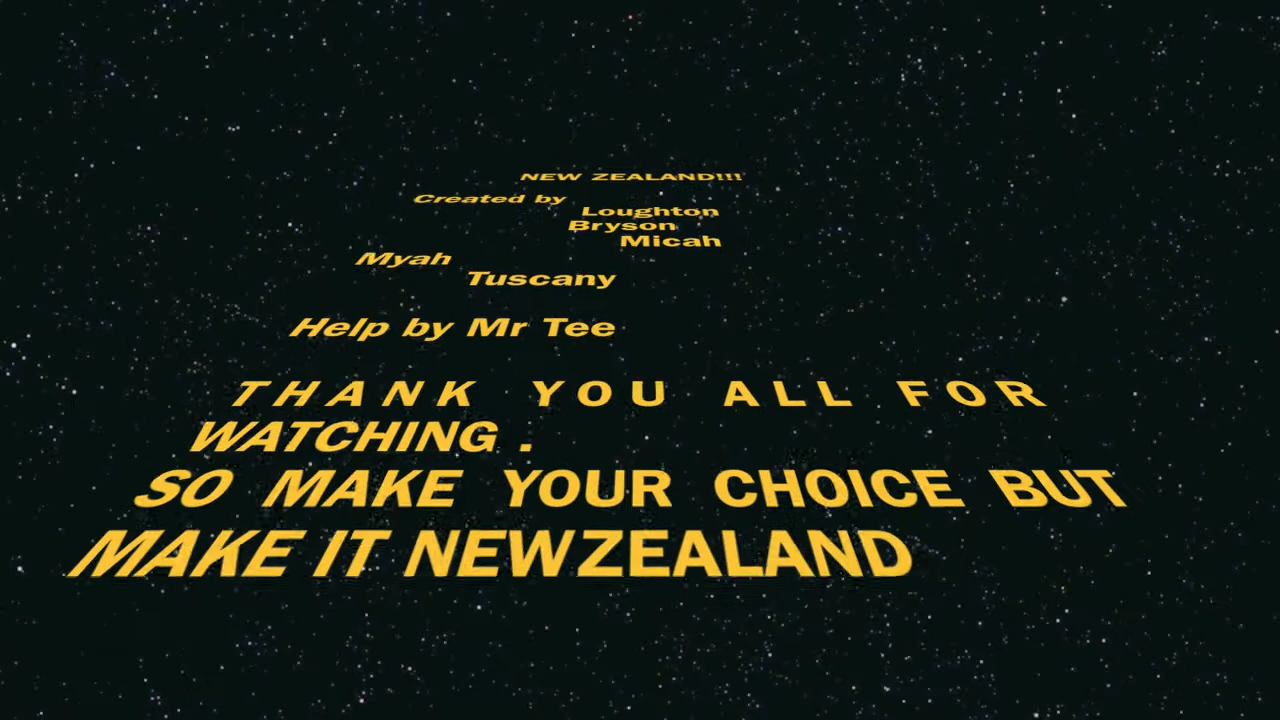 NEW ZEALAND!!!
Created by
Loughton
Bryson
Micah
Myah
Tuscany
Help by Mr Tee
THANK YOU ALL FOR
WATCHING .
SO MAKE YOUR CHOICE BUT
MAKE IT NEWZEALAND